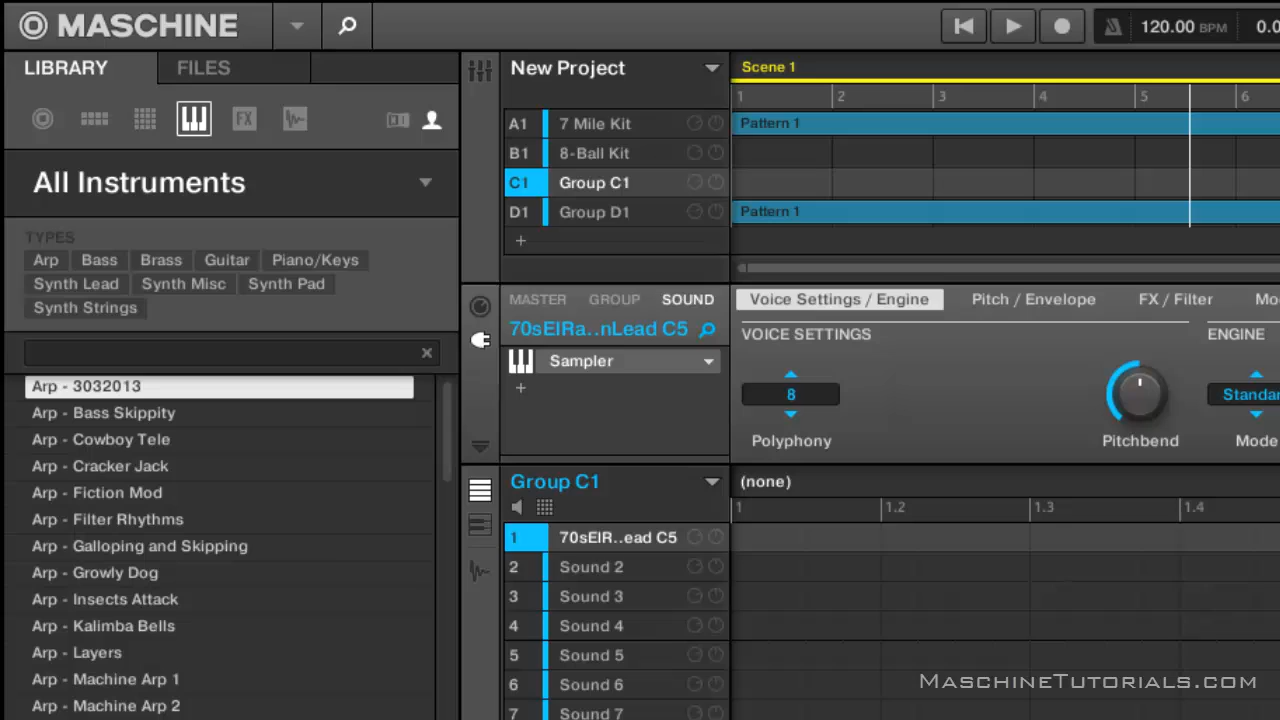 MASCHINE
120.00 BPM
0.0
LIBRARY
FILES
FX
All Instruments
TYPES
Arp
Bass
Brass
Guitar
Piano/Keys
Synth Lead
Synth Misc
Synth Pad
Synth Strings
Arp - 3032013
Arp - Bass Skippity
Arp - Cowboy Tele
Arp - Cracker Jack
Arp - Fiction Mod
Arp - Filter Rhythms
Arp - Galloping and Skipping
Arp - Growly Dog
Arp - Insects Attack
Arp - Kalimba Bells
Arp - Layers
Arp - Machine Arp 1
Arp - Machine Arp 2
New Project
Scene 1
1 2 3 4 5 6
A1 7 Mile Kit
Pattern 1
B1 8-Ball Kit
C1 Group C1
D1 Group D1
Pattern 1
+
MASTER
GROUP
SOUND
70sElRa..nLead C5
Sampler
+
Voice Settings / Engine
Pitch / Envelope
FX / Filter
Mo
VOICE SETTINGS
ENGINE
8
Polyphony
Pitchbend
Standar
Mode
Group C1
(none)
1 1.2 1.3 1.4
1 70sElR..ead C5
2 Sound 2
3 Sound 3
4 Sound 4
5 Sound 5
6 Sound 6
7 Sound 7
MASCHINETUTORIALS.COM